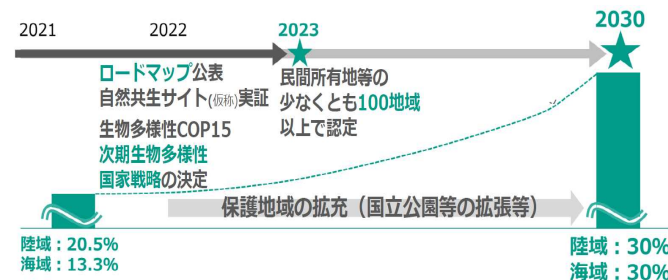 2021
2022
2023
2030
ロードマップ公表
自然共生サイト(仮称)実証
生物多様性COP15
次期生物多様性
国家戦略の決定
民間所有地等の
少なくとも100地域
以上で認定
保護地域の拡充（国立公園等の拡張等）
陸域：20.5%
海域：13.3%
陸域：30%
海域：30%